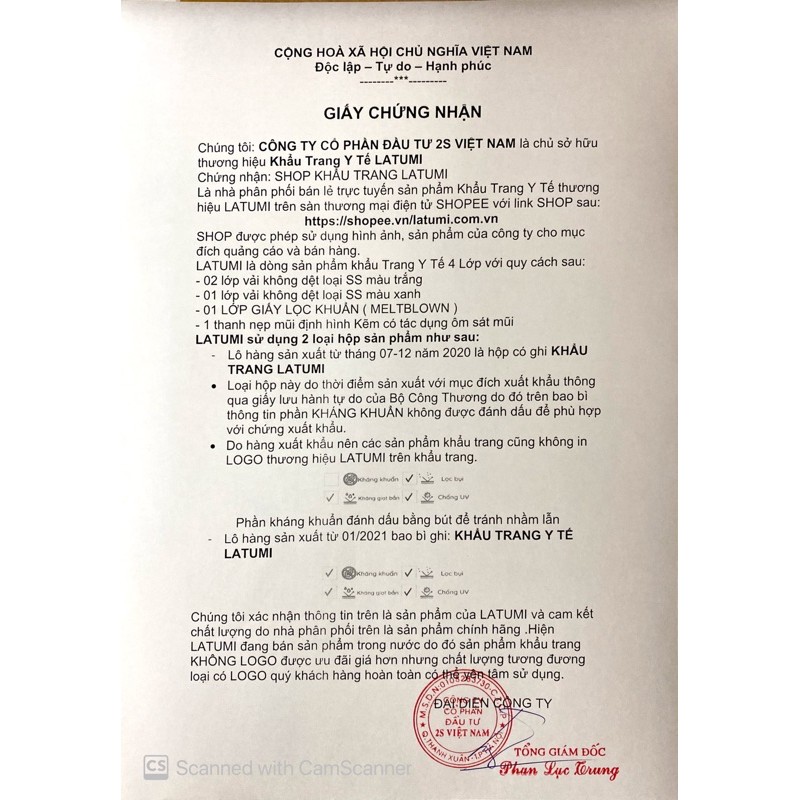 CỘNG HOÀ XÃ HỘI CHỦ NGHĨA VIỆT NAM
Độc lập – Tự do – Hạnh phúc
--------***---------
GIẤY CHỨNG NHẬN
Chúng tôi: CÔNG TY CỔ PHẦN ĐẦU TƯ 2S VIỆT NAM là chủ sở hữu
thương hiệu Khẩu Trang Y Tế LATUMI
Chứng nhận: SHOP KHẨU TRANG LATUMI
Là nhà phân phối bán lẻ trực tuyến sản phẩm Khẩu Trang Y Tế thương
hiệu LATUMI trên sàn thương mại điện tử SHOPEE với link SHOP sau:
https://shopee.vn/latumi.com.vn
SHOP được phép sử dụng hình ảnh, sản phẩm của công ty cho mục
đích quảng cáo và bán hàng.
LATUMI là dòng sản phẩm khẩu Trang Y Tế 4 Lớp với quy cách sau:
- 02 lớp vải không dệt loại SS màu trắng
- 01 lớp vải không dệt loại SS màu xanh
- 01 LỚP GIẤY LỌC KHUẨN ( MELTBLOWN )
- 1 thanh nẹp mũi định hình Kẽm có tác dụng ôm sát mũi
LATUMI sử dụng 2 loại hộp sản phẩm như sau:
- Lô hàng sản xuất từ tháng 07-12 năm 2020 là hộp có ghi KHẨU
TRANG LATUMI
• Loại hộp này do thời điểm sản xuất với mục đích xuất khẩu thông
qua giấy lưu hành tự do của Bộ Công Thương do đó trên bao bì
thông tin phần KHÁNG KHUẨN không được đánh dấu để phù hợp
với chứng xuất khẩu.
• Do hàng xuất khẩu nên các sản phẩm khẩu trang cũng không in
LOGO thương hiệu LATUMI trên khẩu trang.
Kháng khuẩn ✓ Lọc bụi
✓ Kháng giọt bắn ✓ Chống UV
Phần kháng khuẩn đánh dấu bằng bút để tránh nhầm lẫn
- Lô hàng sản xuất từ 01/2021 bao bì ghi: KHẨU TRANG Y TẾ
LATUMI
✓ Kháng khuẩn ✓ Lọc bụi
✓ Kháng giọt bắn ✓ Chống UV
Chúng tôi xác nhận thông tin trên là sản phẩm của LATUMI và cam kết
chất lượng do nhà phân phối trên là sản phẩm chính hãng .Hiện
LATUMI đang bán sản phẩm trong nước do đó sản phẩm khẩu trang
KHÔNG LOGO được ưu đãi giá hơn nhưng chất lượng tương đương
loại có LOGO quý khách hàng hoàn toàn có thể yên tâm sử dụng.
ĐẠI DIỆN CÔNG TY
CÔNG TY
CỔ PHẦN
ĐẦU TƯ
2S VIỆT NAM
Q.THANH XUÂN-T.P HÀ NỘI
TỔNG GIÁM ĐỐC
Phan Lục Trung
CS Scanned with CamScanner